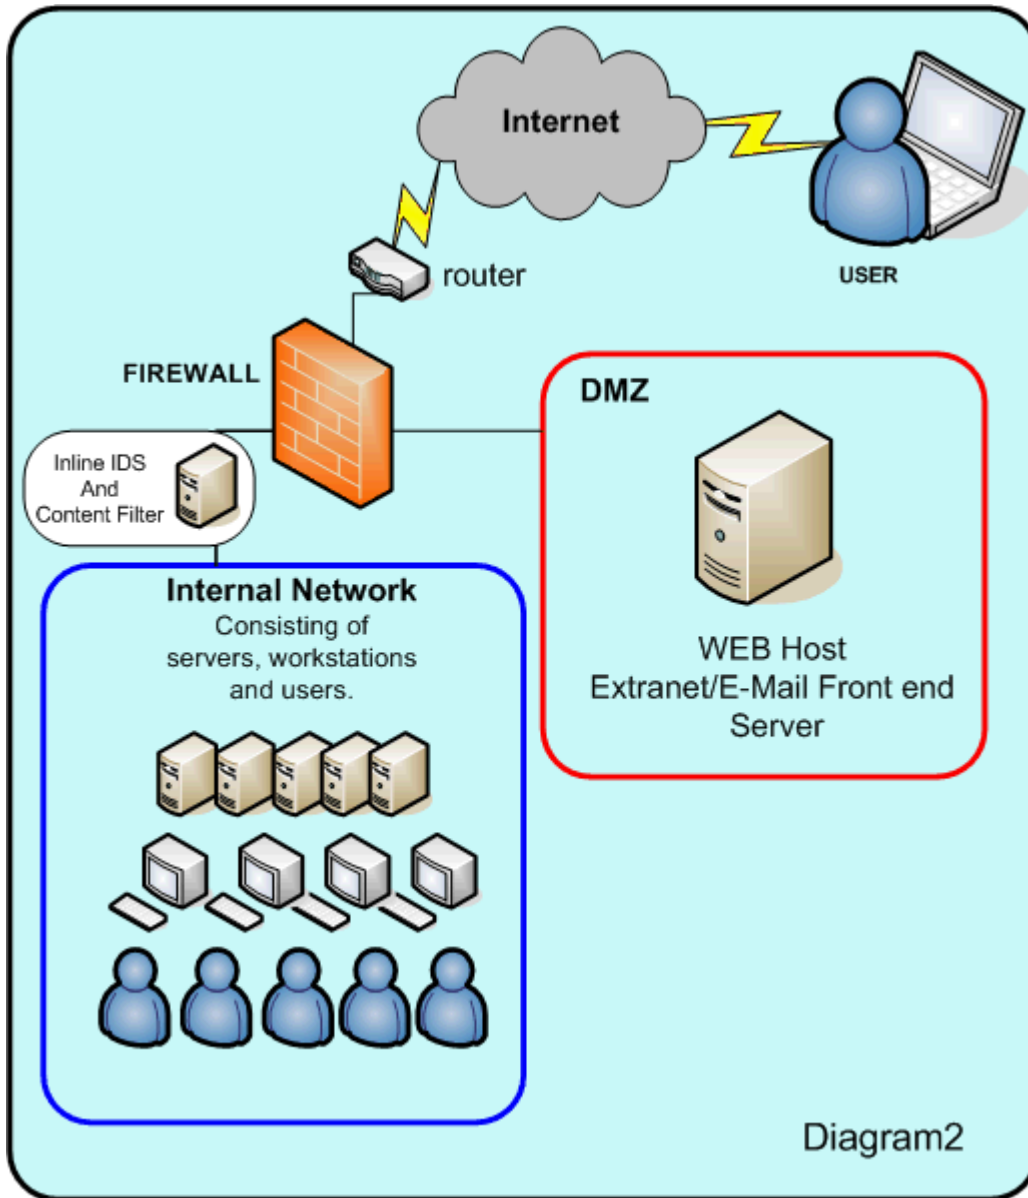 Internet
USER
router
FIREWALL
DMZ
Inline IDS
And
Content Filter
WEB Host
Extranet/E-Mail Front end
Server
Internal Network
Consisting of
servers, workstations
and users.
Diagram2